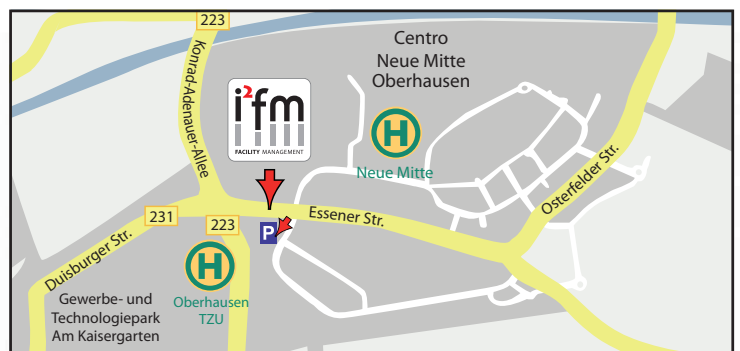 223
Centro
Neue Mitte
Oberhausen
Konrad-Adenauer-Allee
i²fm
FACILITY MANAGEMENT
H
Neue Mitte
Osterfelder Str.
231
223
P
Essener Str.
Duisburger Str.
H
Oberhausen
TZU
Gewerbe- und
Technologiepark
Am Kaisergarten